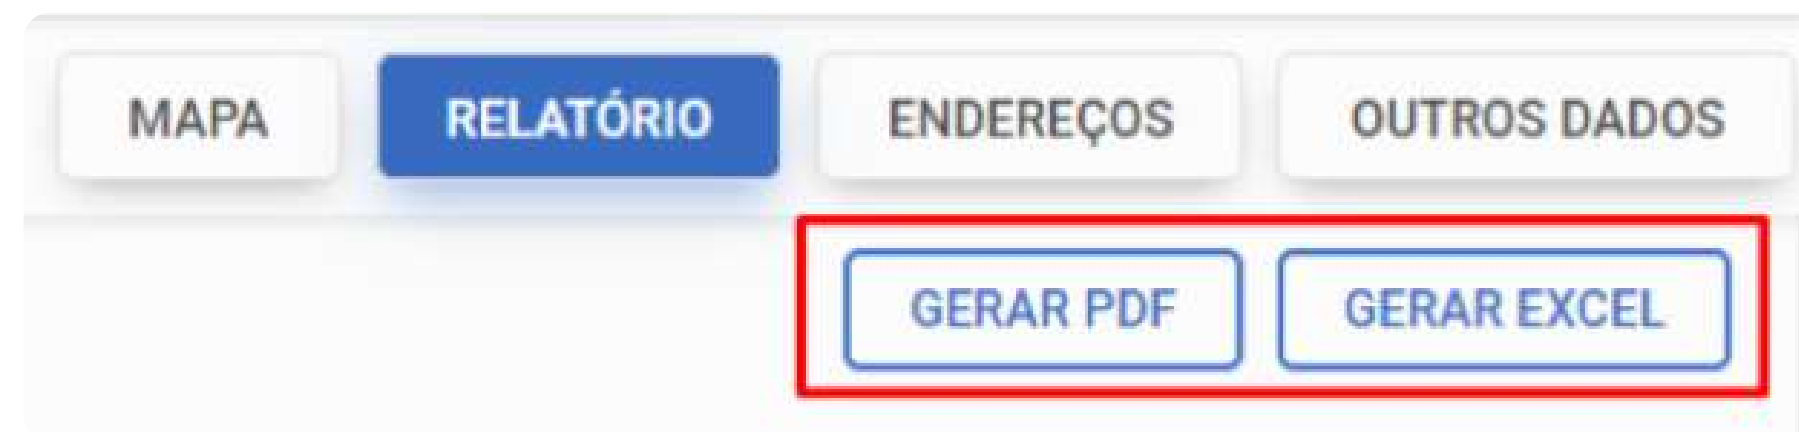 MAPA RELATÓRIO ENDEREÇOS OUTROS DADOS
GERAR PDF GERAR EXCEL